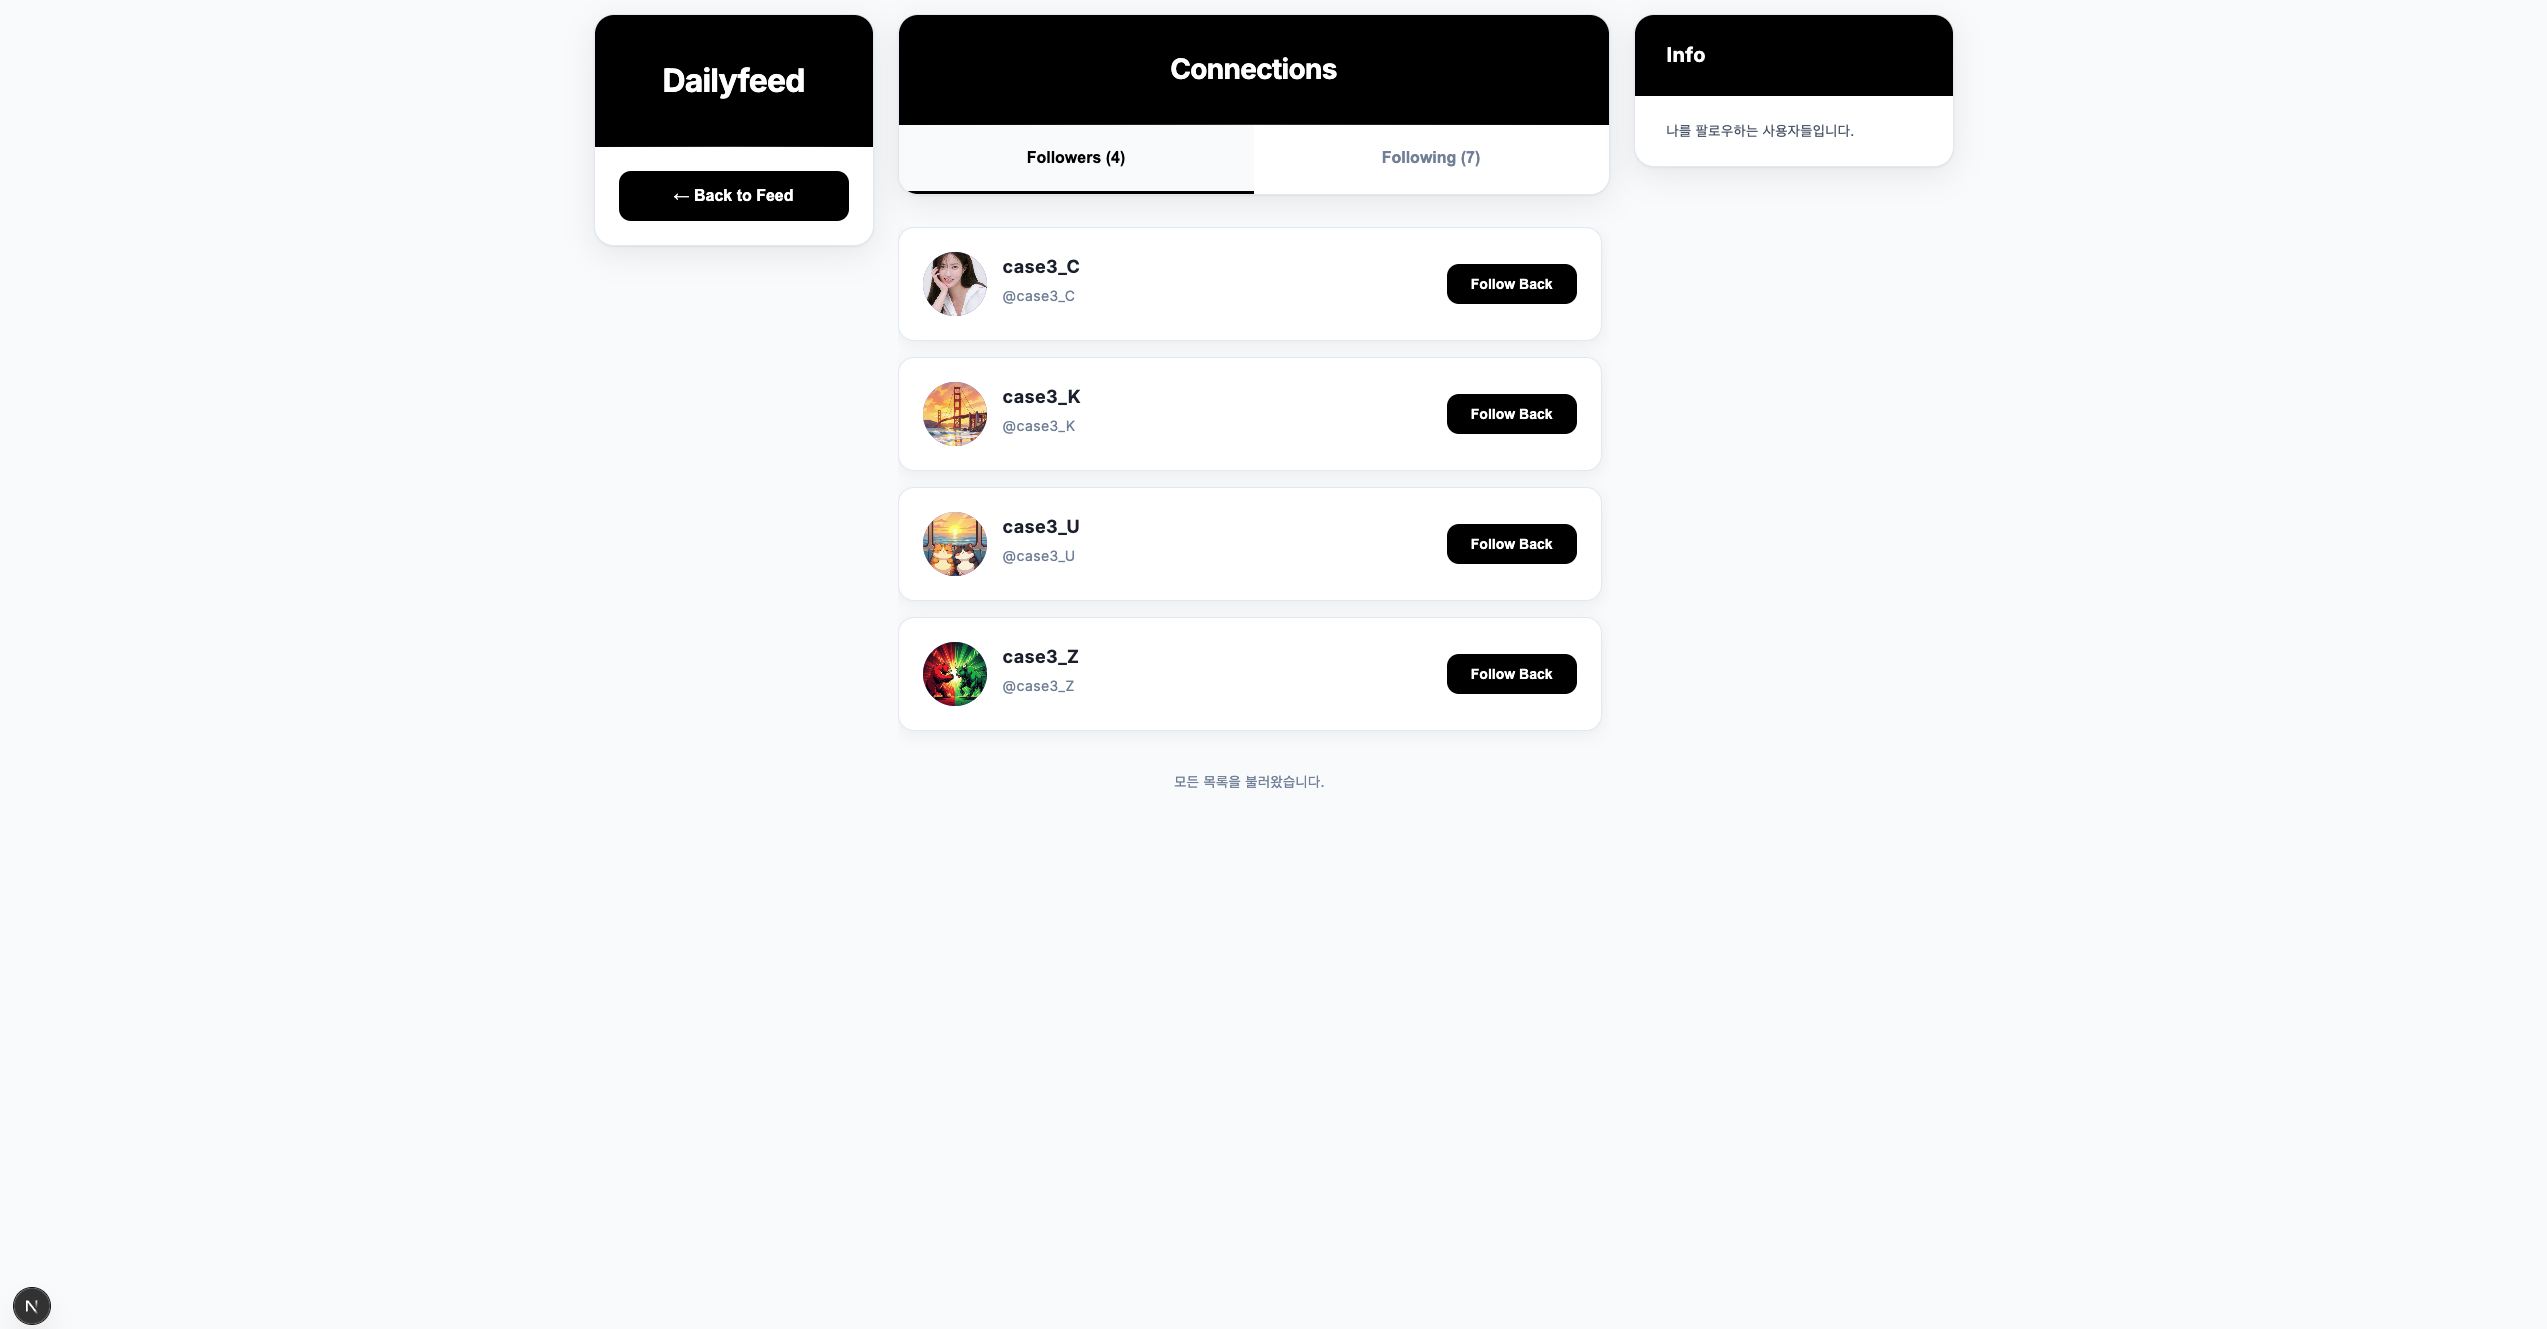 Dailyfeed
← Back to Feed
Connections
Followers (4)
Following (7)
case3_C
@case3_C
Follow Back
case3_K
@case3_K
Follow Back
case3_U
@case3_U
Follow Back
case3_Z
@case3_Z
Follow Back
모든 목록을 불러왔습니다.
Info
나를 팔로우하는 사용자들입니다.
N